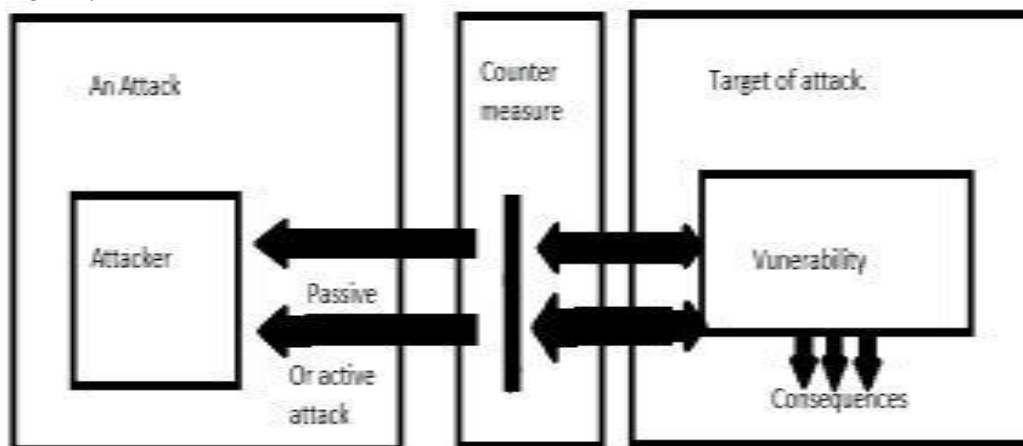 An Attack
Attacker
Passive
Or active
attack
Counter
measure
Target of attack.
Vunerability
Consequences